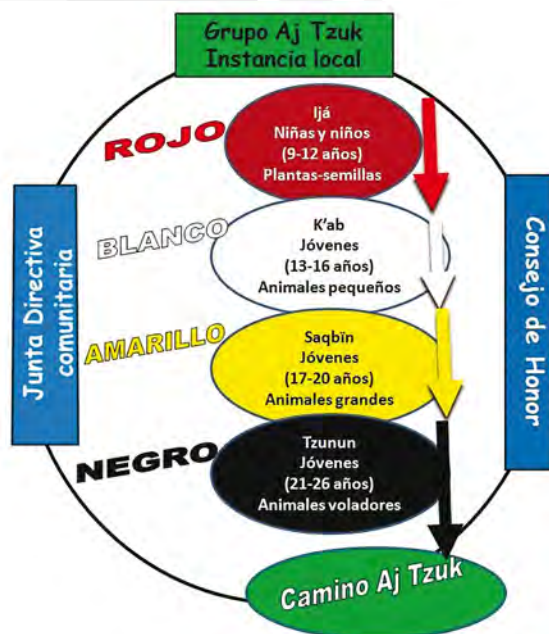 Grupo Aj Tzuk
Instancia local
ROJO
Ijá
Niñas y niños
(9-12 años)
Plantas-semillas
BLANCO
K'ab
Jóvenes
(13-16 años)
Animales pequeños
Junta Directiva
comunitaria
Consejo de Honor
AMARILLO
Saqbïn
Jóvenes
(17-20 años)
Animales grandes
NEGRO
Tzunun
Jóvenes
(21-26 años)
Animales voladores
Camino Aj Tzuk